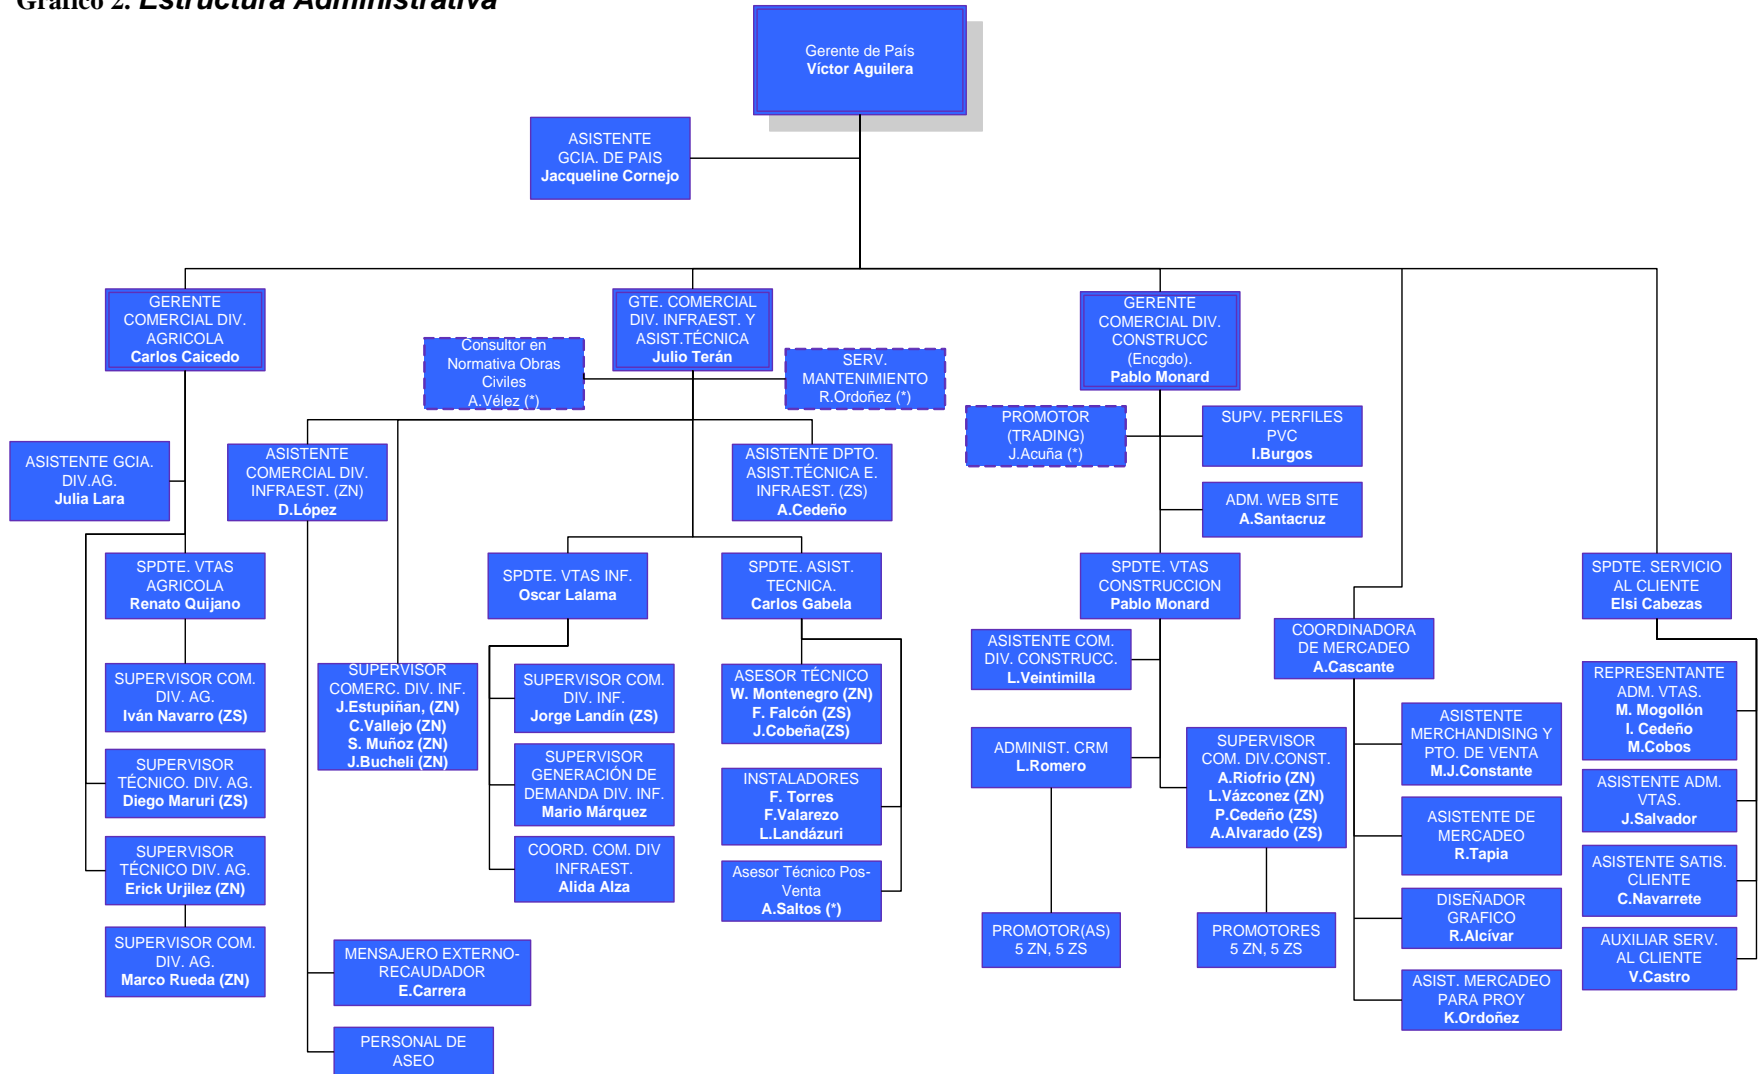 Gráfico 2. Estructura Administrativa
Gerente de País
Víctor Aguilera
ASISTENTE
GCIA. DE PAIS
Jacqueline Cornejo
GERENTE
COMERCIAL DIV.
AGRICOLA
Carlos Caicedo
GTE. COMERCIAL
DIV. INFRAEST. Y
ASIST.TÉCNICA
Julio Terán
GERENTE
COMERCIAL DIV.
CONSTRUCC
(Encgdo).
Pablo Monard
Consultor en
Normativa Obras
Civiles
A.Vélez (*)
SERV.
MANTENIMIENTO
R.Ordoñez (*)
PROMOTOR
(TRADING)
J.Acuña (*)
SUPV. PERFILES
PVC
I.Burgos
ASISTENTE GCIA.
DIV.AG.
Julia Lara
ASISTENTE
COMERCIAL DIV.
INFRAEST. (ZN)
D.López
ASISTENTE DPTO.
ASIST.TÉCNICA E.
INFRAEST. (ZS)
A.Cedeño
ADM. WEB SITE
A.Santacruz
SPDTE. VTAS
AGRICOLA
Renato Quijano
SPDTE. VTAS INF.
Oscar Lalama
SPDTE. ASIST.
TECNICA.
Carlos Gabela
SPDTE. VTAS
CONSTRUCCION
Pablo Monard
SPDTE. SERVICIO
AL CLIENTE
Elsi Cabezas
ASISTENTE COM.
DIV. CONSTRUCC.
L.Veintimilla
COORDINADORA
DE MERCADEO
A.Cascante
SUPERVISOR COM.
DIV. AG.
Iván Navarro (ZS)
SUPERVISOR
COMERC. DIV. INF.
J.Estupiñan, (ZN)
C.Vallejo (ZN)
S. Muñoz (ZN)
J.Bucheli (ZN)
SUPERVISOR COM.
DIV. INF.
Jorge Landín (ZS)
ASESOR TÉCNICO
W. Montenegro (ZN)
F. Falcón (ZS)
J.Cobeña(ZS)
REPRESENTANTE
ADM. VTAS.
M. Mogollón
I. Cedeño
M.Cobos
SUPERVISOR
TÉCNICO. DIV. AG.
Diego Maruri (ZS)
SUPERVISOR
GENERACIÓN DE
DEMANDA DIV. INF.
Mario Márquez
INSTALADORES
F. Torres
F.Valarezo
L.Landázuri
ADMINIST. CRM
L.Romero
SUPERVISOR
COM. DIV.CONST.
A.Riofrio (ZN)
L.Vázconez (ZN)
P.Cedeño (ZS)
A.Alvarado (ZS)
ASISTENTE
MERCHANDISING Y
PTO. DE VENTA
M.J.Constante
ASISTENTE ADM.
VTAS.
J.Salvador
SUPERVISOR
TÉCNICO DIV. AG.
Erick Urjilez (ZN)
COORD. COM. DIV
INFRAEST.
Alida Alza
Asesor Técnico Pos-
Venta
A.Saltos (*)
ASISTENTE DE
MERCADEO
R.Tapia
ASISTENTE SATIS.
CLIENTE
C.Navarrete
SUPERVISOR COM.
DIV. AG.
Marco Rueda (ZN)
MENSAJERO EXTERNO-
RECAUDADOR
E.Carrera
PROMOTOR(AS)
5 ZN, 5 ZS
PROMOTORES
5 ZN, 5 ZS
DISEÑADOR
GRAFICO
R.Alcívar
AUXILIAR SERV.
AL CLIENTE
V.Castro
ASIST. MERCADEO
PARA PROY
K.Ordoñez
PERSONAL DE
ASEO